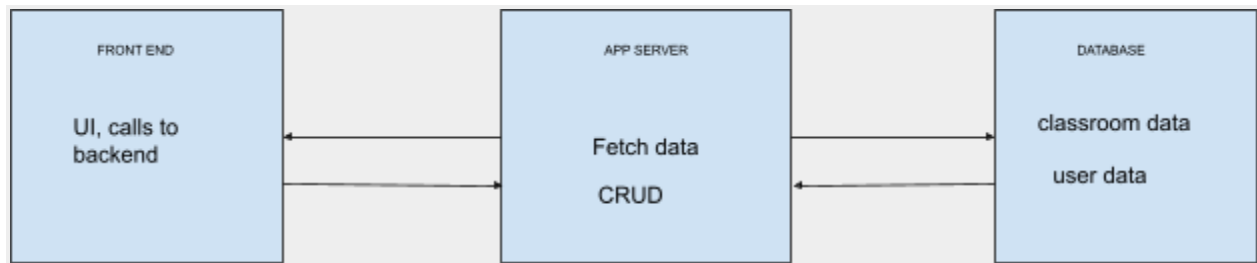 FRONT END
UI, calls to
backend
APP SERVER
Fetch data
CRUD
DATABASE
classroom data
user data